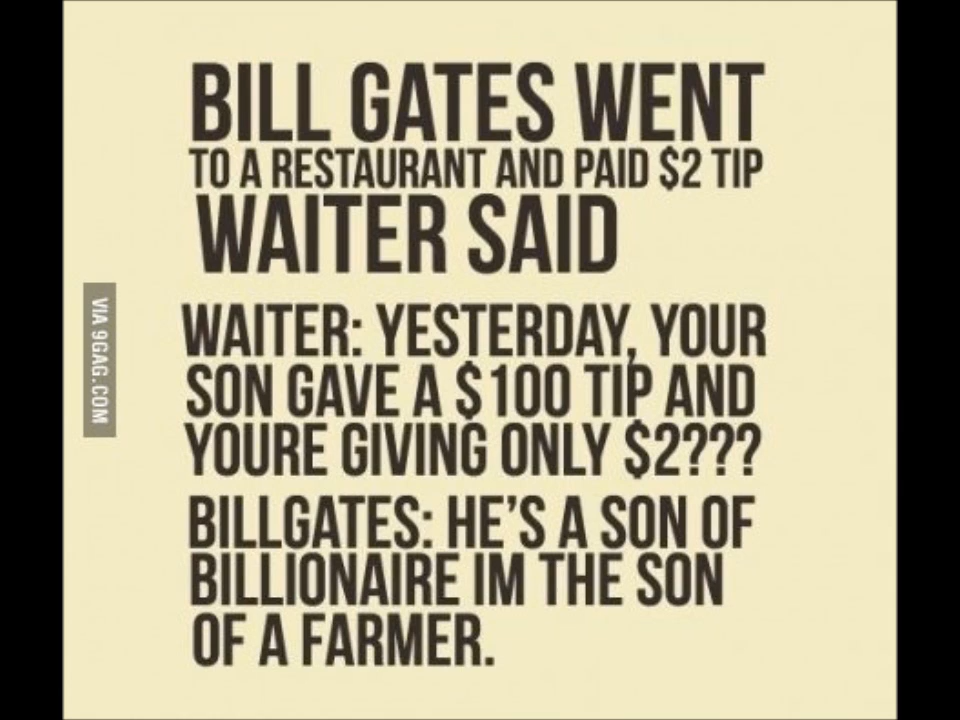 BILL GATES WENT
TO A RESTAURANT AND PAID $2 TIP
WAITER SAID
WAITER: YESTERDAY, YOUR
SON GAVE A $100 TIP AND
YOURE GIVING ONLY $2???
BILLGATES: HE'S A SON OF
BILLIONAIRE IM THE SON
OF A FARMER.
VIA 9GAG.COM